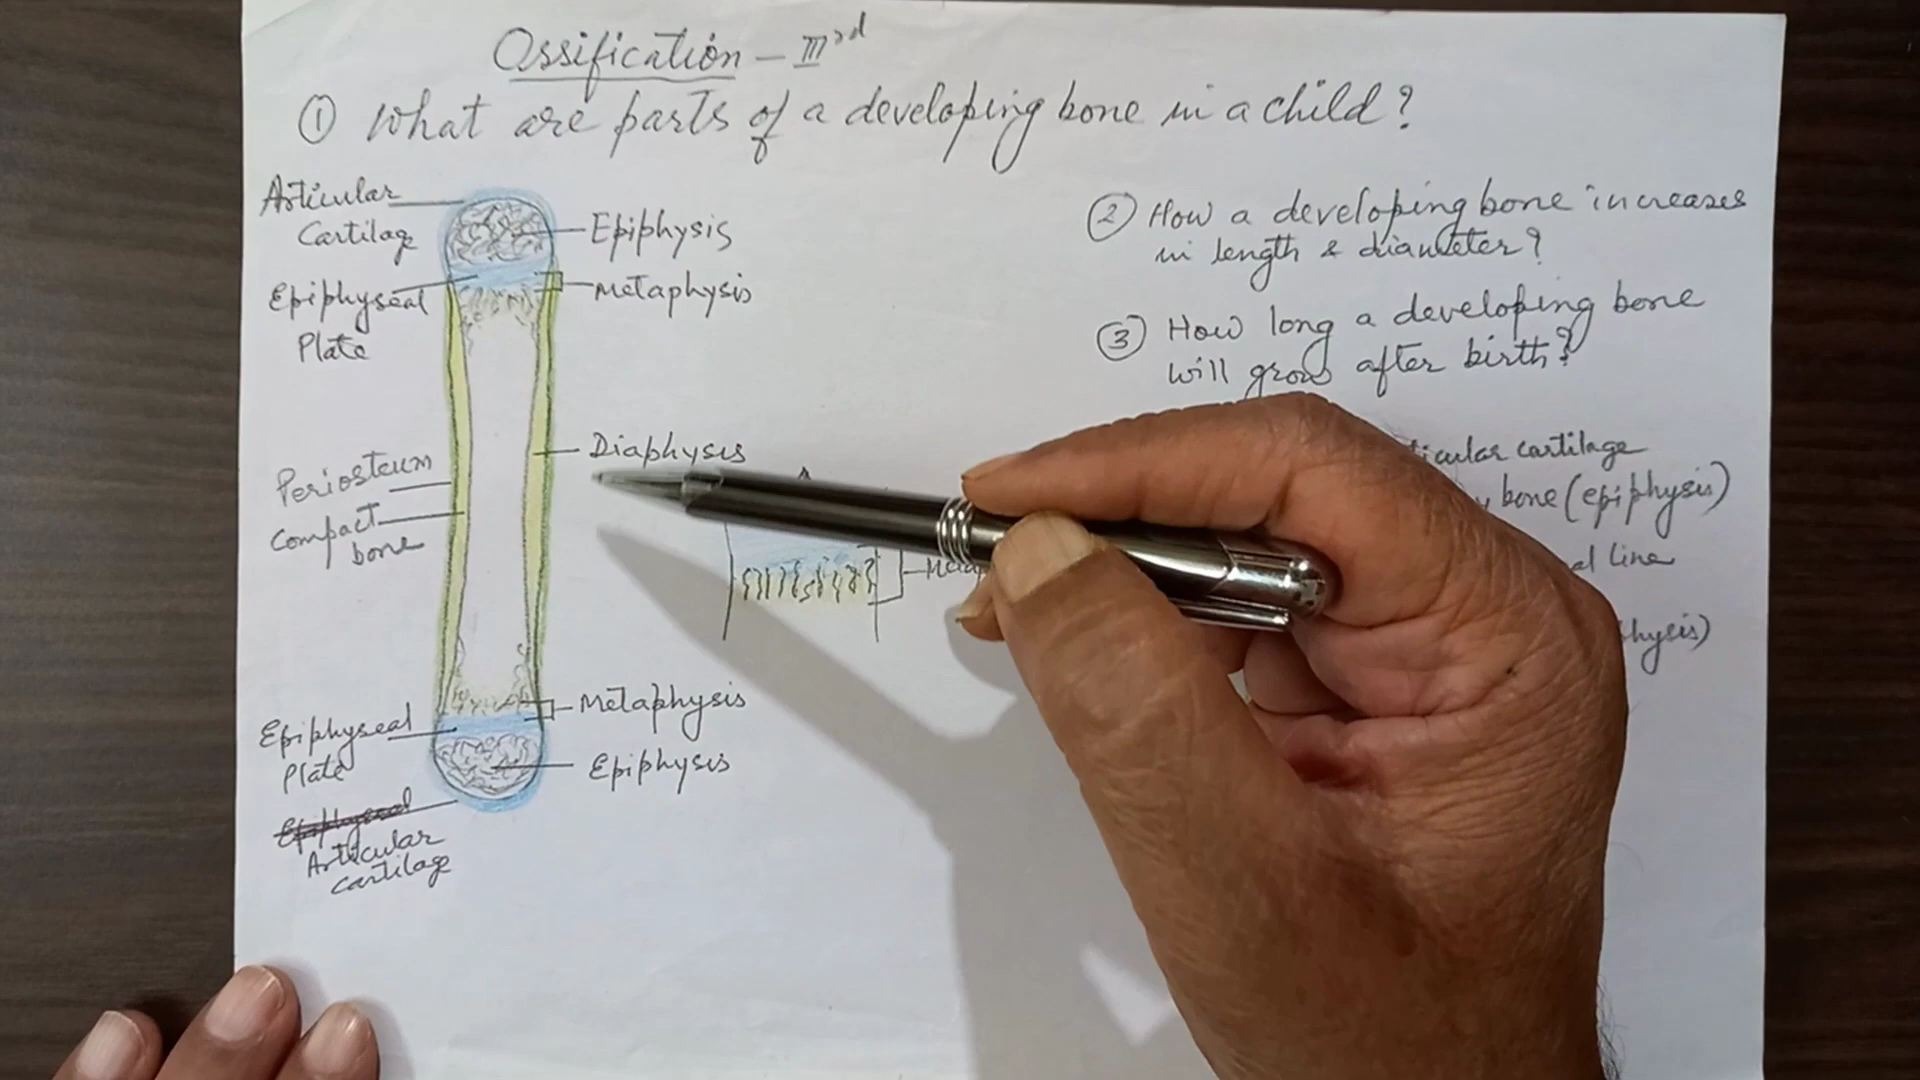 Ossification – IIIrd
① What are parts of a developing bone in a child?
Articular
Cartilage
Epiphysis
Epiphyseal
Plate
Metaphysis
Diaphysis
Periosteum
Compact
bone
Metaphysis
Epiphyseal
Plate
Epiphysis
Articular
cartilage
② How a developing bone increases
in length & diameter?
③ How long a developing bone
will grow after birth?
cartilage
bone (epiphysis)
line